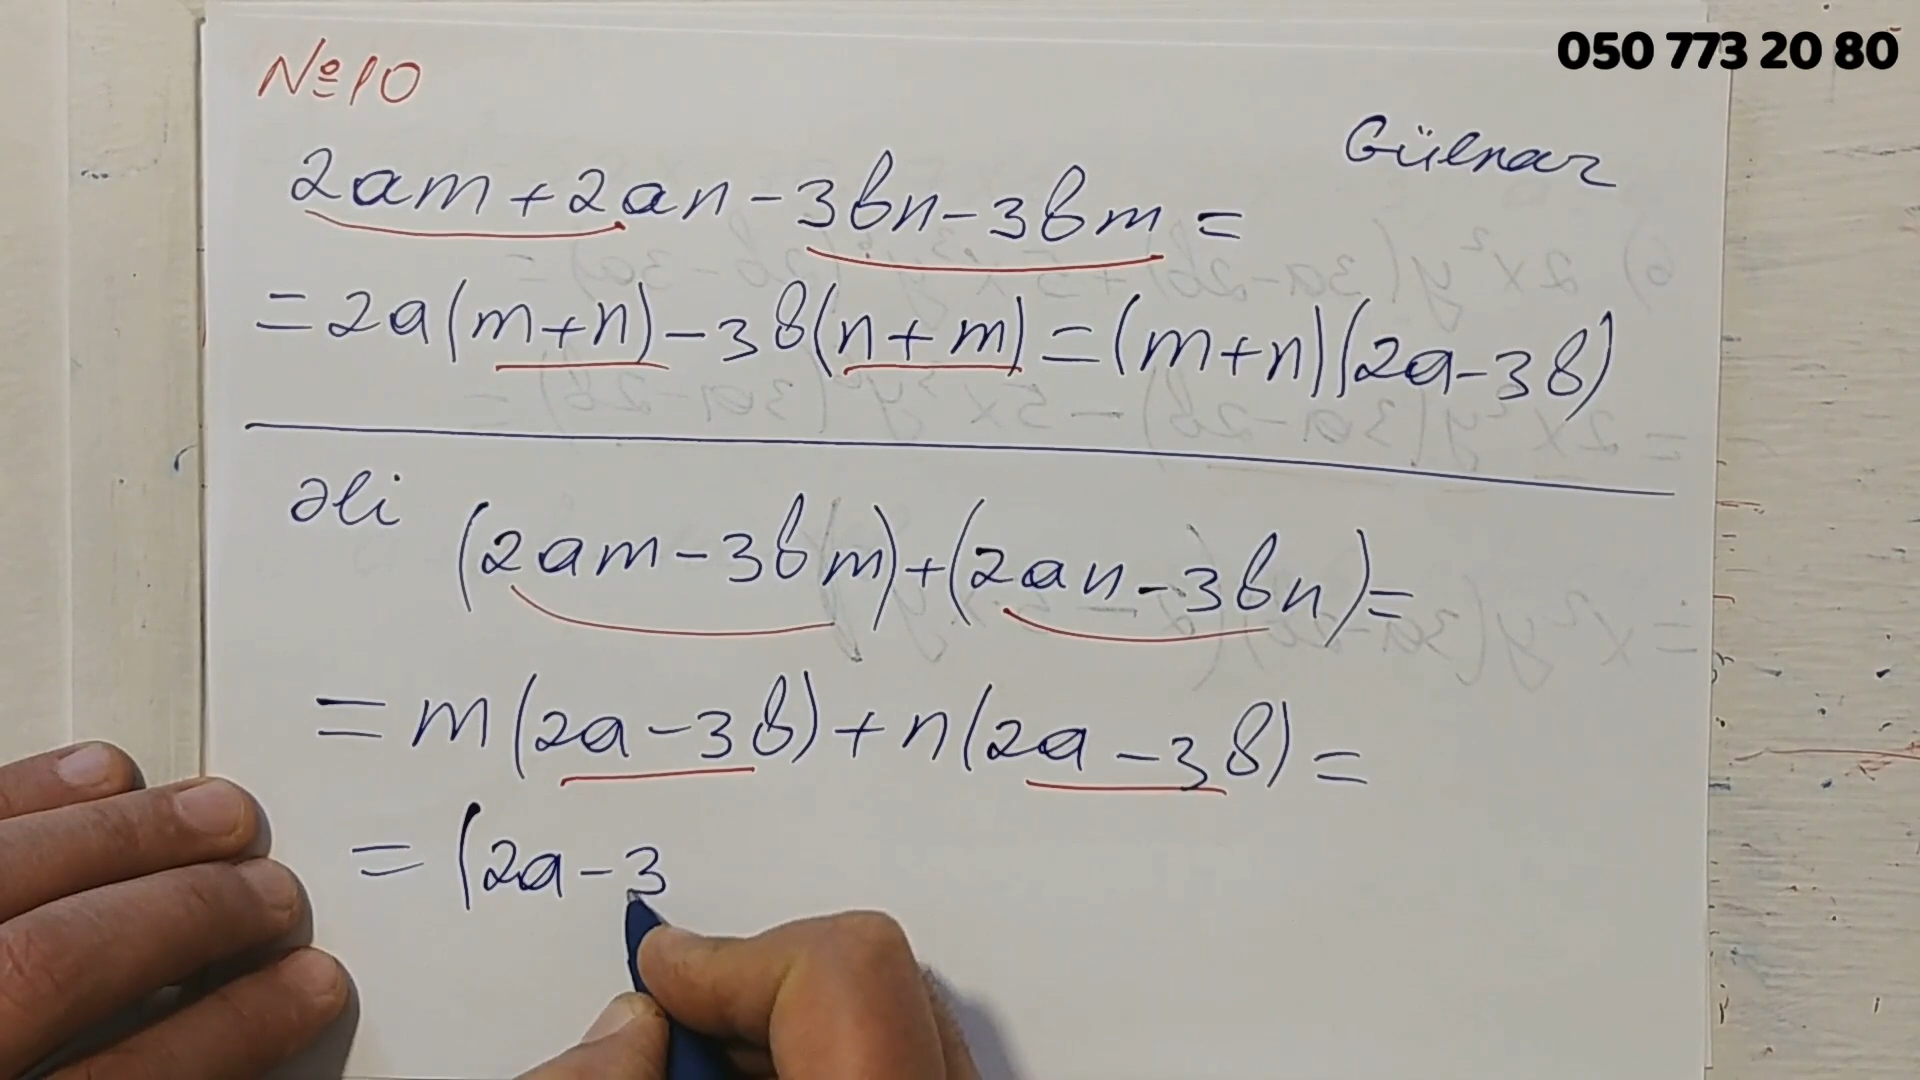 050 773 20 80
№10
Gülnar
2am+2an-3bn-3bm=
=2a(m+n)-3b(n+m)=(m+n)(2a-3b)
Əli
(2am-3bm)+(2an-3bn)=
=m(2a-3b)+n(2a-3b)=
=(2a-3